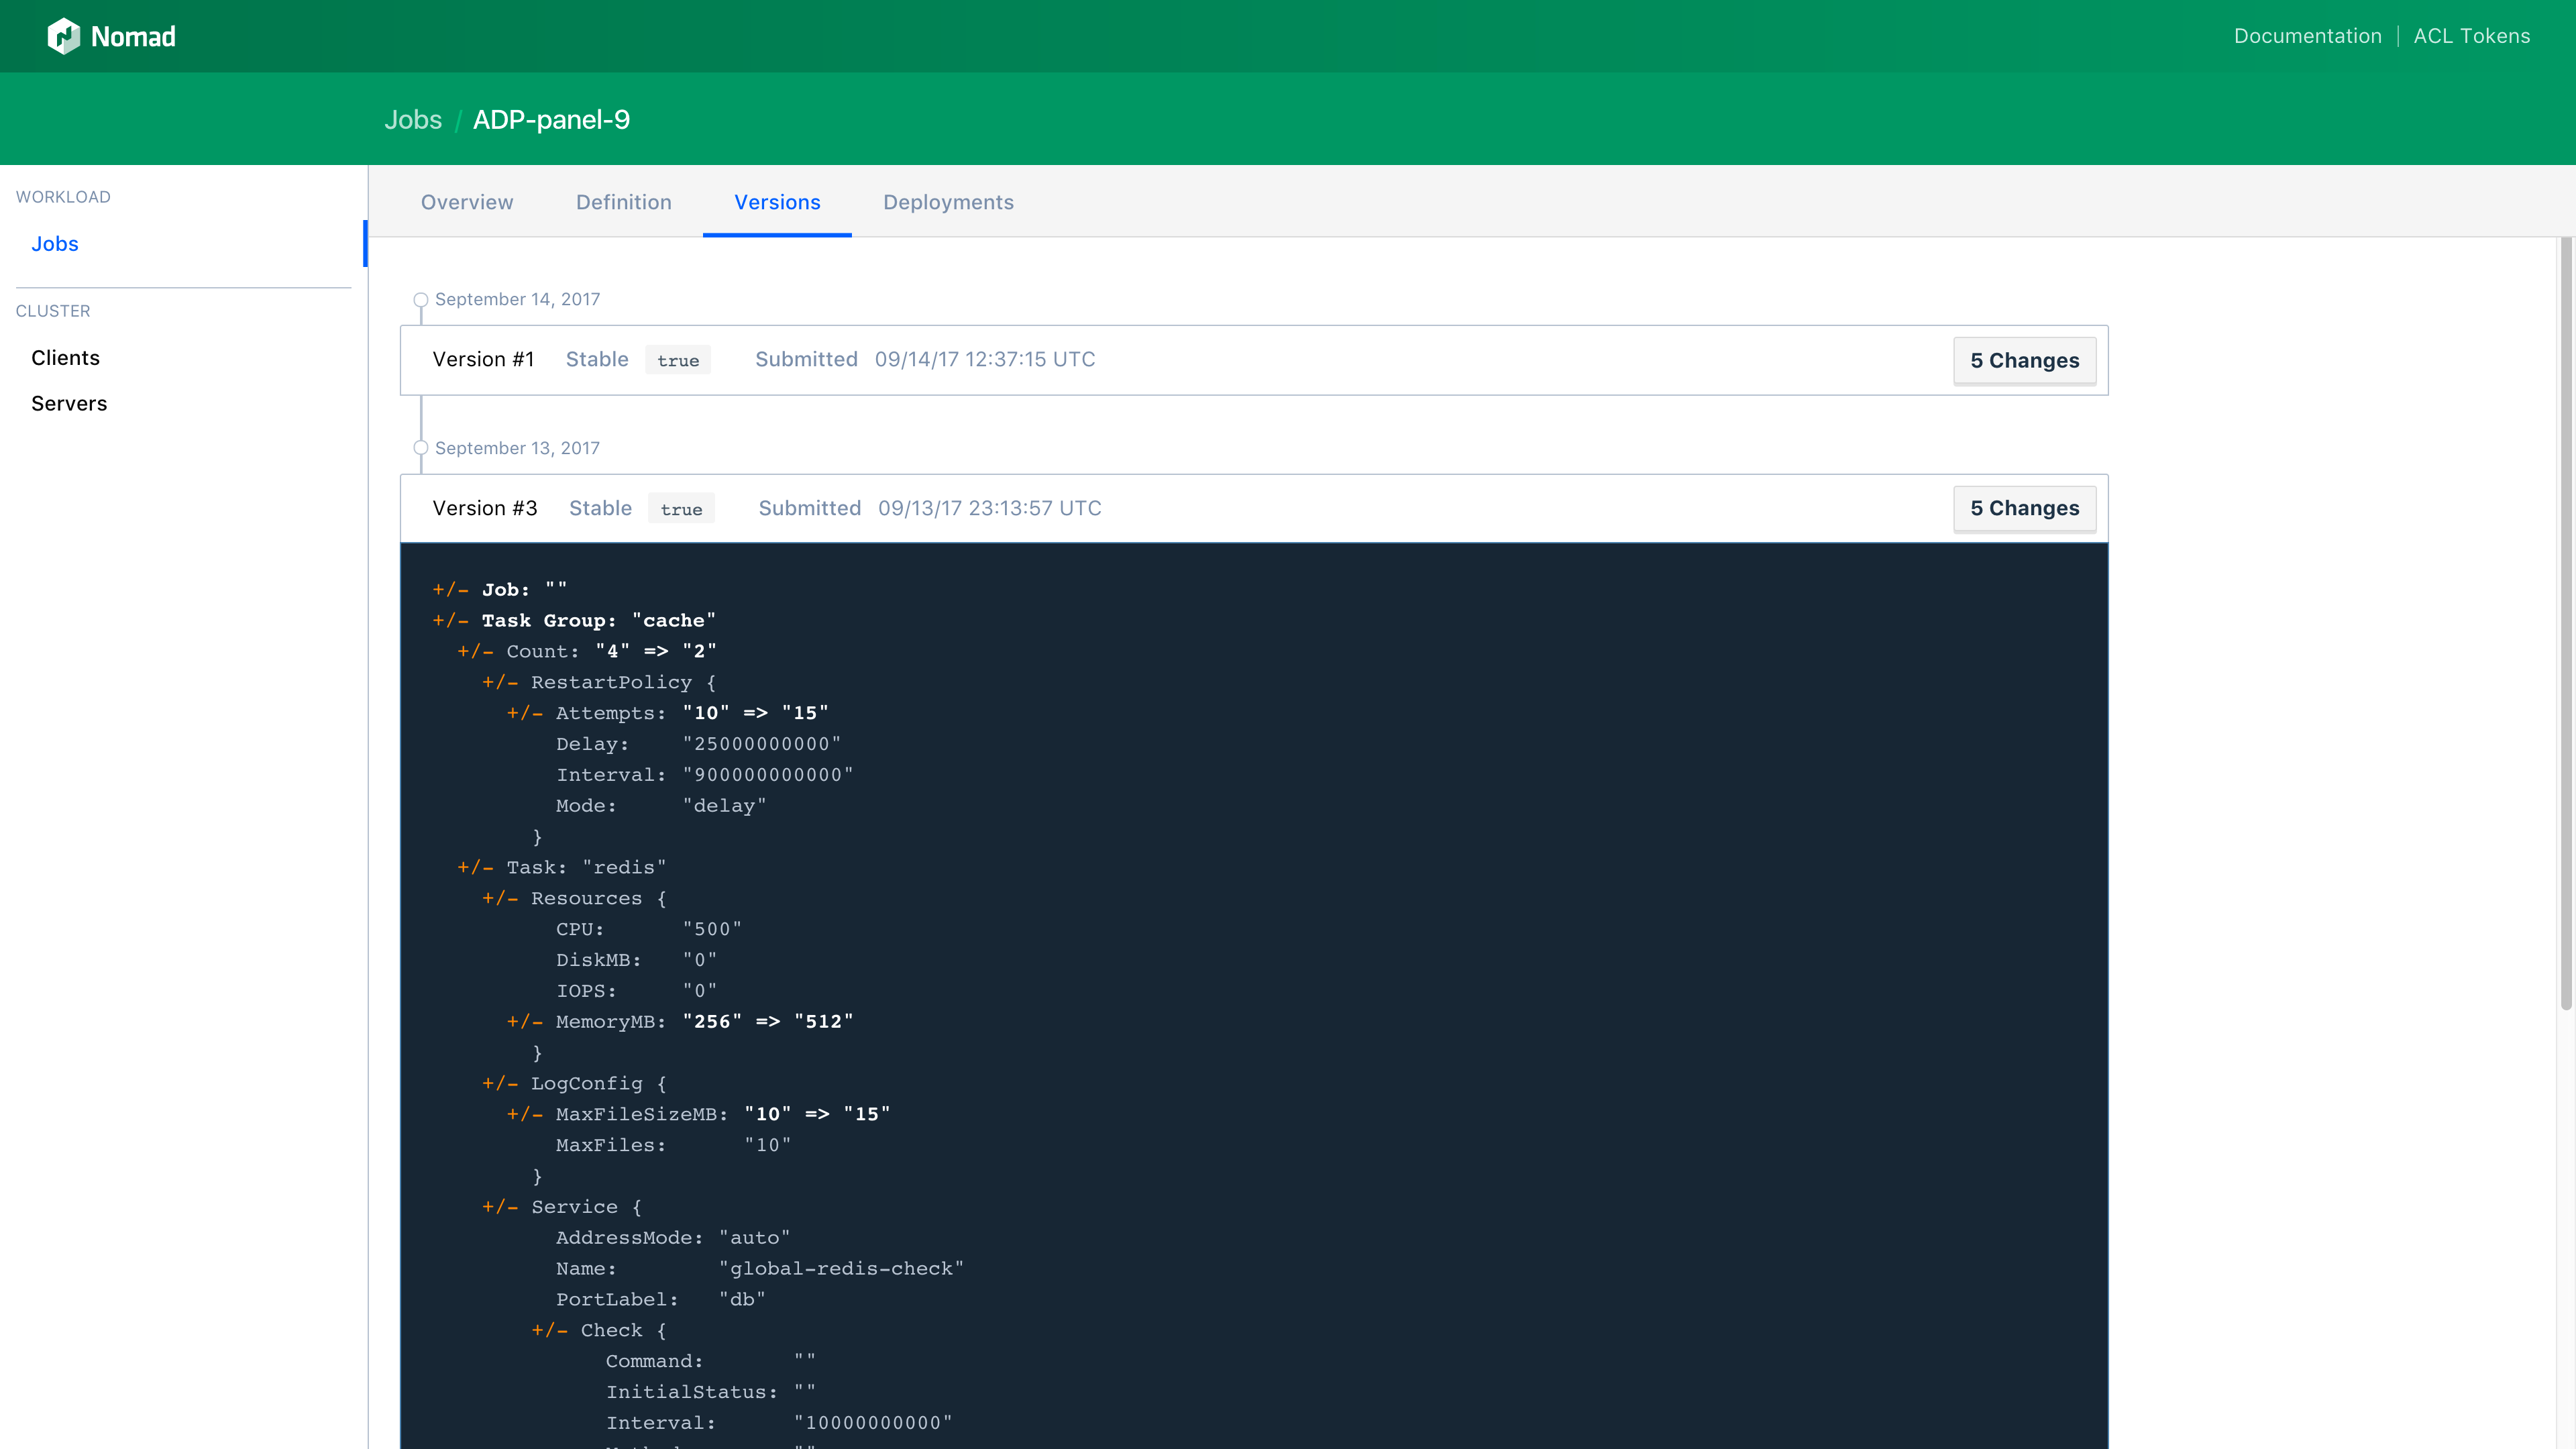 Nomad
Documentation | ACL Tokens
Jobs / ADP-panel-9
WORKLOAD
Jobs
CLUSTER
Clients
Servers
Overview Definition Versions Deployments
September 14, 2017
Version #1 Stable true Submitted 09/14/17 12:37:15 UTC 5 Changes
September 13, 2017
Version #3 Stable true Submitted 09/13/17 23:13:57 UTC 5 Changes
+/- Job: ""
+/- Task Group: "cache"
+/- Count: "4" => "2"
+/- RestartPolicy {
+/- Attempts: "10" => "15"
Delay: "25000000000"
Interval: "900000000000"
Mode: "delay"
}
+/- Task: "redis"
+/- Resources {
CPU: "500"
DiskMB: "0"
IOPS: "0"
+/- MemoryMB: "256" => "512"
}
+/- LogConfig {
+/- MaxFileSizeMB: "10" => "15"
MaxFiles: "10"
}
+/- Service {
AddressMode: "auto"
Name: "global-redis-check"
PortLabel: "db"
+/- Check {
Command: ""
InitialStatus: ""
Interval: "10000000000"